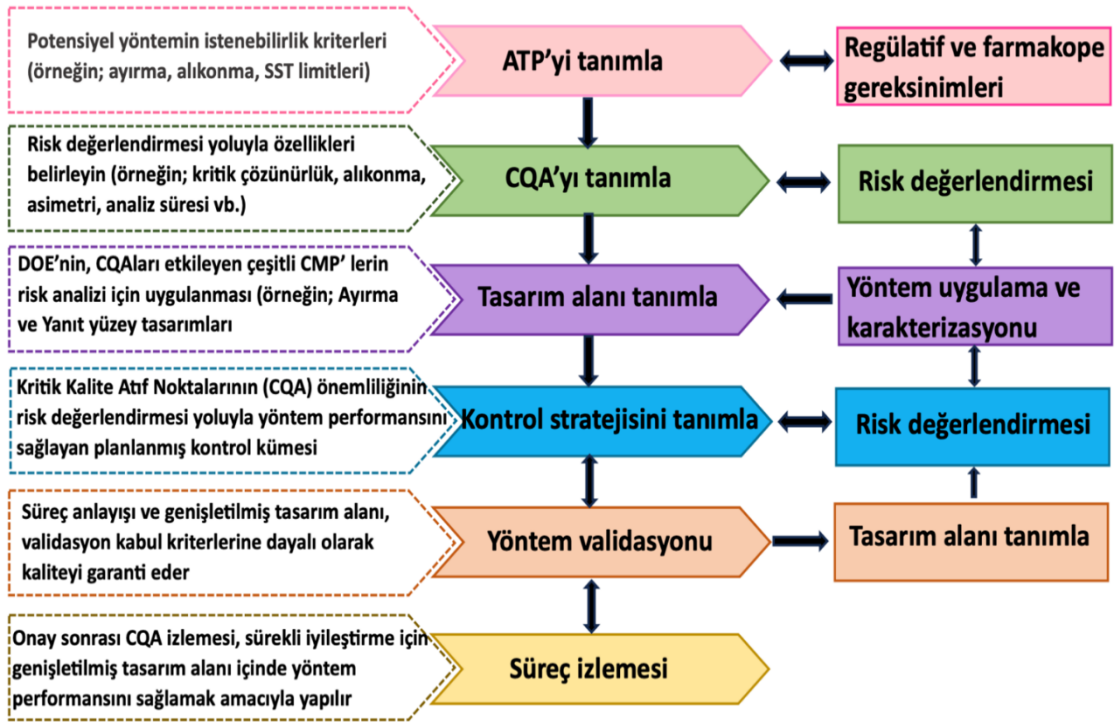 Potensiyel yöntemin istenebilirlik kriterleri
(örneğin; ayırma, alıkonma, SST limitleri)
ATP’yi tanımla
Regülatif ve farmakope
gereksinimleri
Risk değerlendirmesi yoluyla özellikleri
belirleyin (örneğin; kritik çözünürlük, alıkonma,
asimetri, analiz süresi vb.)
CQA’yı tanımla
Risk değerlendirmesi
DOE’nin, CQAları etkileyen çeşitli CMP’ lerin
risk analizi için uygulanması (örneğin; Ayırma
ve Yanıt yüzey tasarımları
Tasarım alanı tanımla
Yöntem uygulama ve
karakterizasyonu
Kritik Kalite Atıf Noktalarının (CQA) önemliliğinin
risk değerlendirmesi yoluyla yöntem performansını
sağlayan planlanmış kontrol kümesi
Kontrol stratejisini tanımla
Risk değerlendirmesi
Süreç anlayışı ve genişletilmiş tasarım alanı,
validasyon kabul kriterlerine dayalı olarak
kaliteyi garanti eder
Yöntem validasyonu
Tasarım alanı tanımla
Onay sonrası CQA izlemesi, sürekli iyileştirme için
genişletilmiş tasarım alanı içinde yöntem
performansını sağlamak amacıyla yapılır
Süreç izlemesi